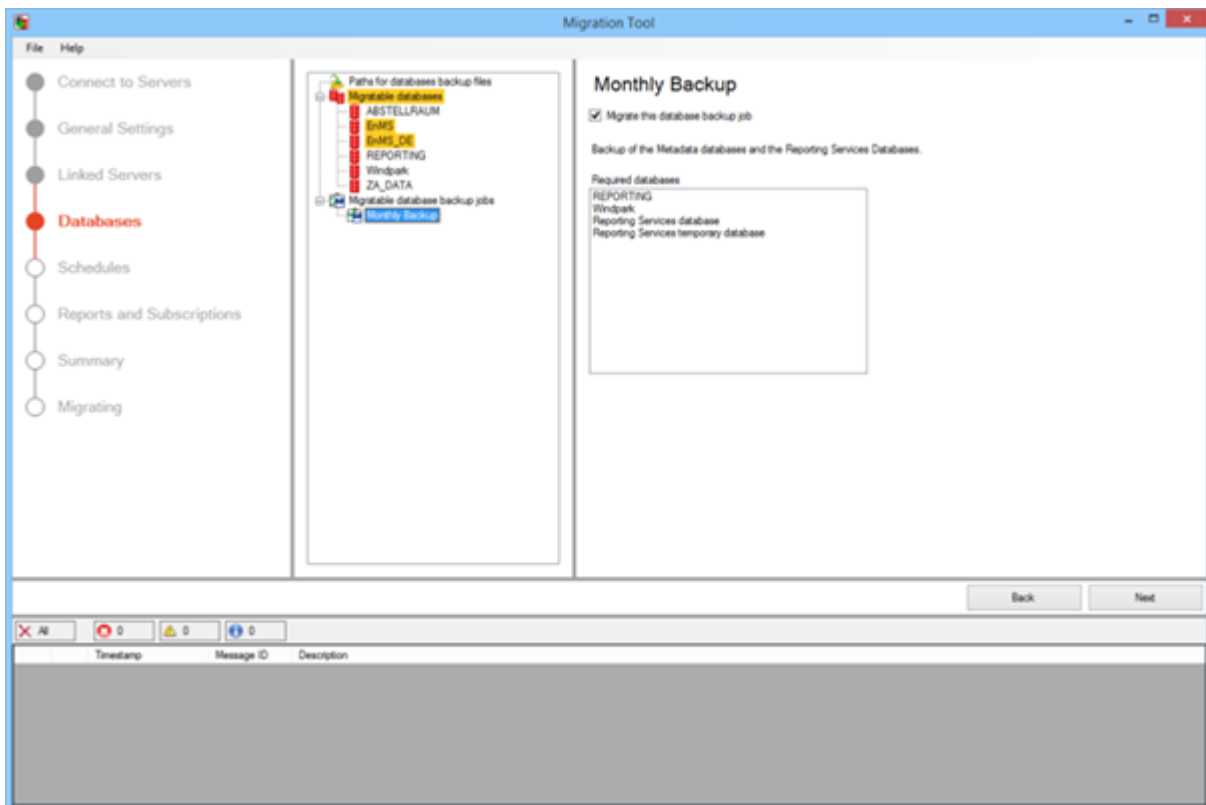 Migration Tool
File Help
Connect to Servers
General Settings
Linked Servers
Databases
Schedules
Reports and Subscriptions
Summary
Migrating
Paths for databases backup files
Migratable databases
ABSTELLRAUM
EnMS
EnMS_DE
REPORTING
Windpark
ZA_DATA
Migratable database backup jobs
Monthly Backup
Monthly Backup
Migrate this database backup job
Backup of the Metadata databases and the Reporting Services Databases.
Required databases
REPORTING
Windpark
Reporting Services database
Reporting Services temporary database
Back Next
All 0 0 0
Timestamp Message ID Description